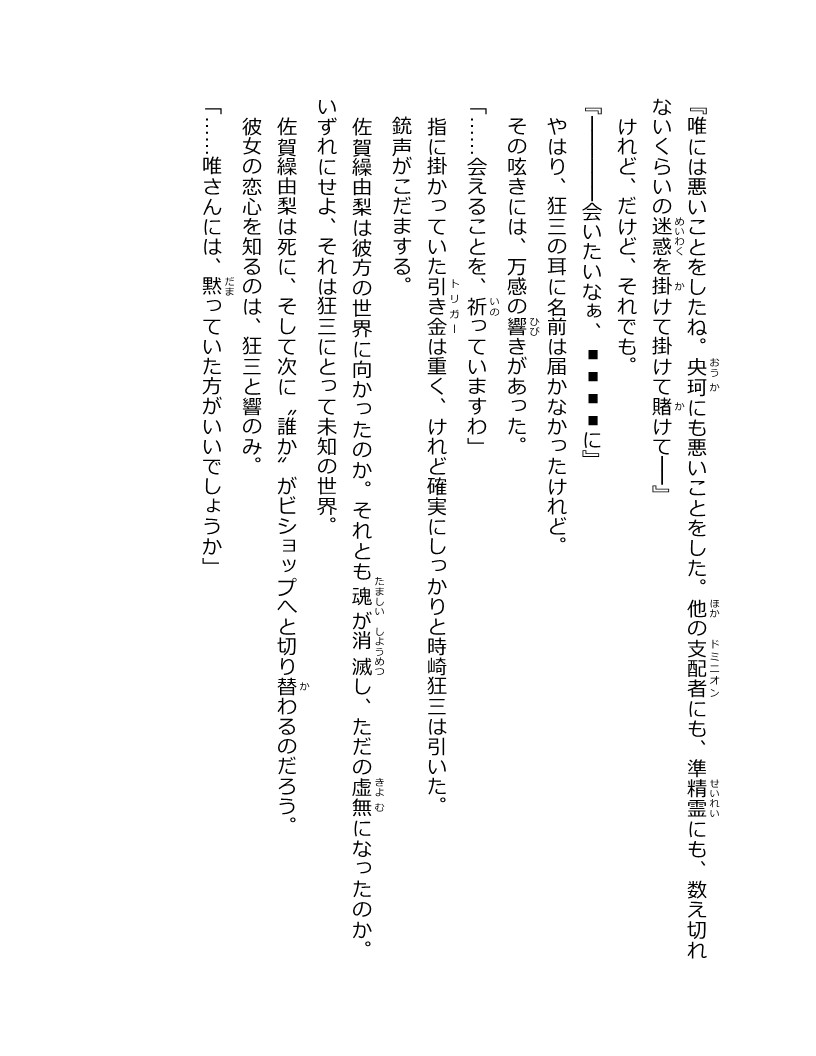 『唯には悪いことをしたね。央珂にも悪いことをした。他の支配者にも、準精霊にも、数え切れ
ないくらいの迷惑を掛けて掛けて賭けて――』
けれど、だけど、それでも。
『――――会いたいなぁ、■■■■に』
やはり、狂三の耳に名前は届かなかったけれど。
その呟きには、万感の響きがあった。
「……会えることを、祈っていますわ」
指に掛かっていた引き金は重く、けれど確実にしっかりと時崎狂三は引いた。
銃声がこだまする。
佐賀繰由梨は彼方の世界に向かったのか。それとも魂が消滅し、ただの虚無になったのか。
いずれにせよ、それは狂三にとって未知の世界。
佐賀繰由梨は死に、そして次に〝誰か〟がビショップへと切り替わるのだろう。
彼女の恋心を知るのは、狂三と響のみ。
「……唯さんには、黙っていた方がいいでしょうか」